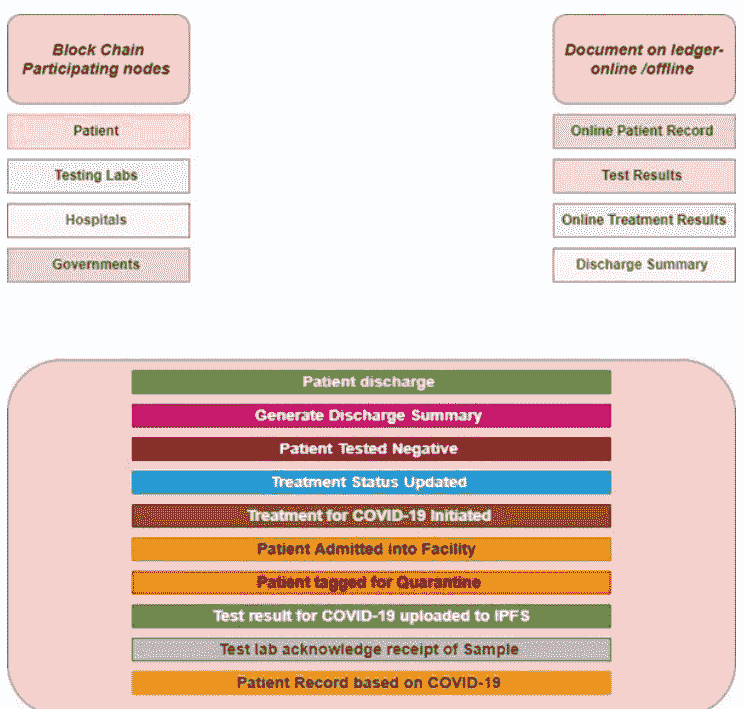 Block Chain
Participating nodes
Patient
Testing Labs
Hospitals
Governments
Document on ledger-
online /offline
Online Patient Record
Test Results
Online Treatment Results
Discharge Summary
Patient discharge
Generate Discharge Summary
Patient Tested Negative
Treatment Status Updated
Treatment for COVID-19 Initiated
Patient Admitted into Facility
Patient tagged for Quarantine
Test result for COVID-19 uploaded to IPFS
Test lab acknowledge receipt of Sample
Patient Record based on COVID-19